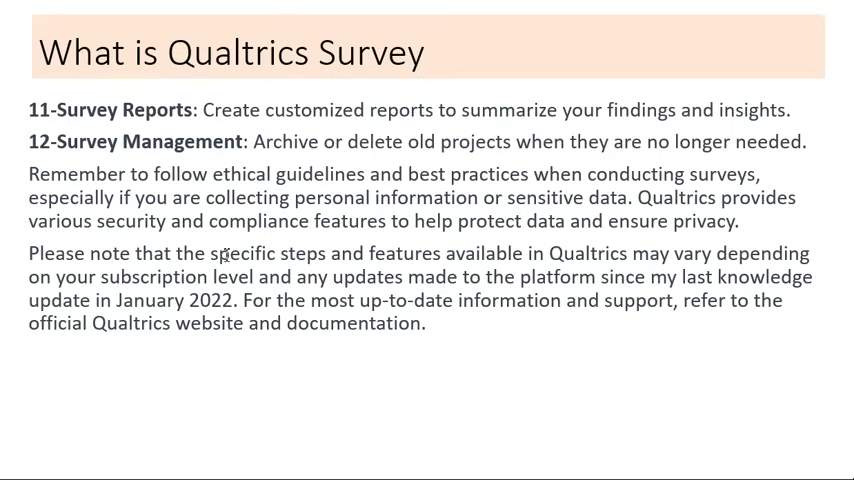 What is Qualtrics Survey
11-Survey Reports: Create customized reports to summarize your findings and insights.
12-Survey Management: Archive or delete old projects when they are no longer needed.
Remember to follow ethical guidelines and best practices when conducting surveys,
especially if you are collecting personal information or sensitive data. Qualtrics provides
various security and compliance features to help protect data and ensure privacy.
Please note that the specific steps and features available in Qualtrics may vary depending
on your subscription level and any updates made to the platform since my last knowledge
update in January 2022. For the most up-to-date information and support, refer to the
official Qualtrics website and documentation.